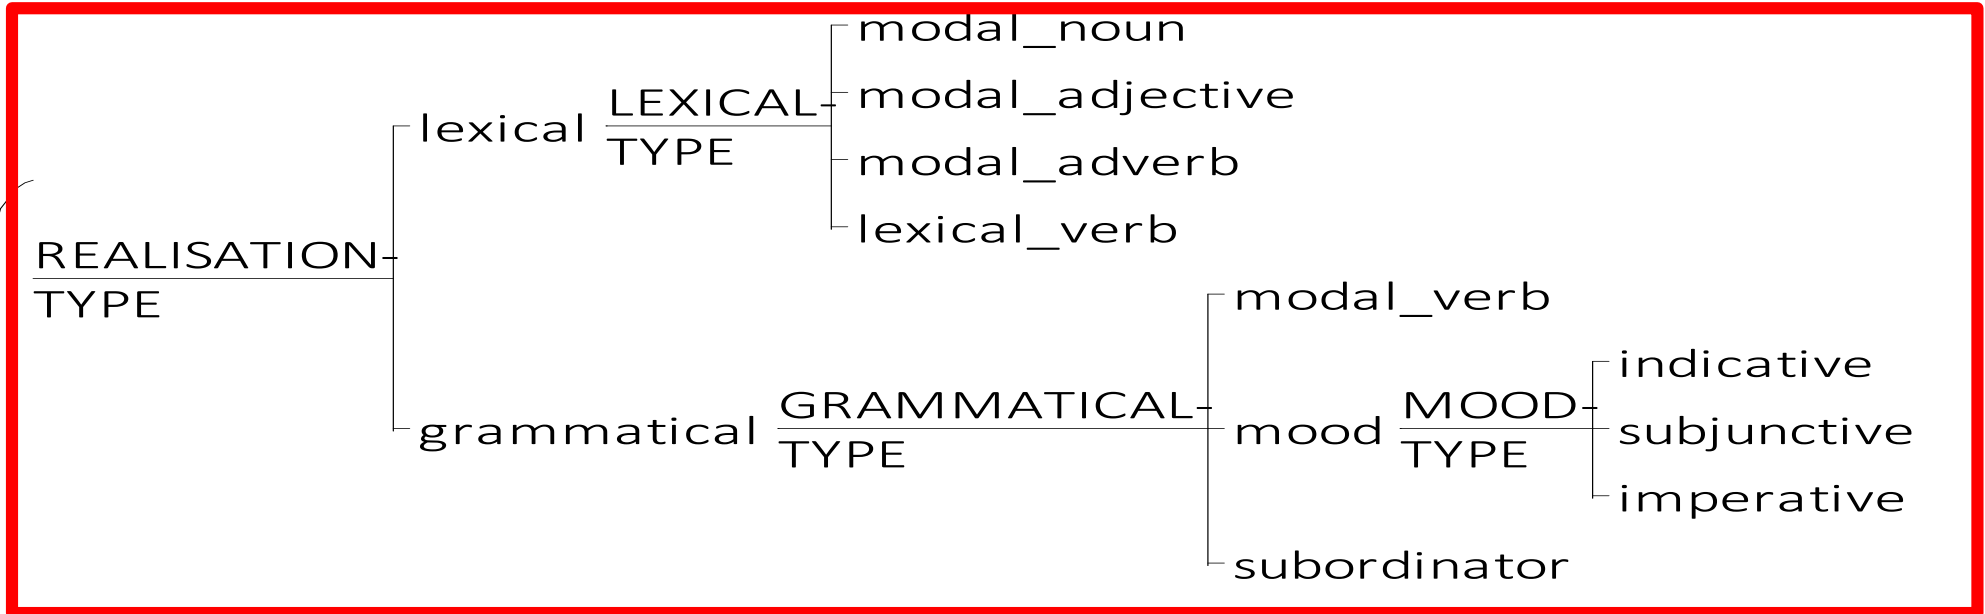 modal_noun
modal_adjective
lexical LEXICAL TYPE
modal_adverb
lexical_verb
REALISATION TYPE
modal_verb
indicative
grammatical GRAMMATICAL TYPE mood MOOD TYPE subjunctive
imperative
subordinator